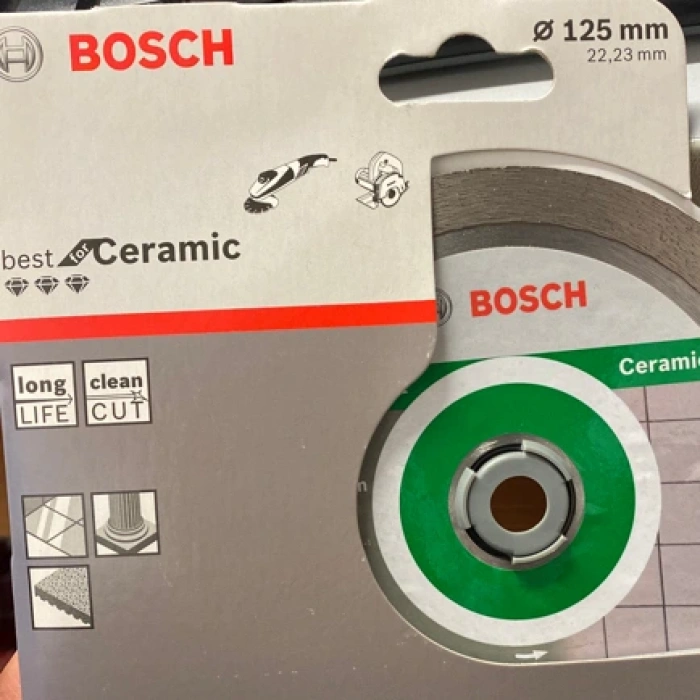 BOSCH
Ø 125 mm
22,23 mm
best for Ceramic
BOSCH
Ceramic
long
LIFE
clean
CUT